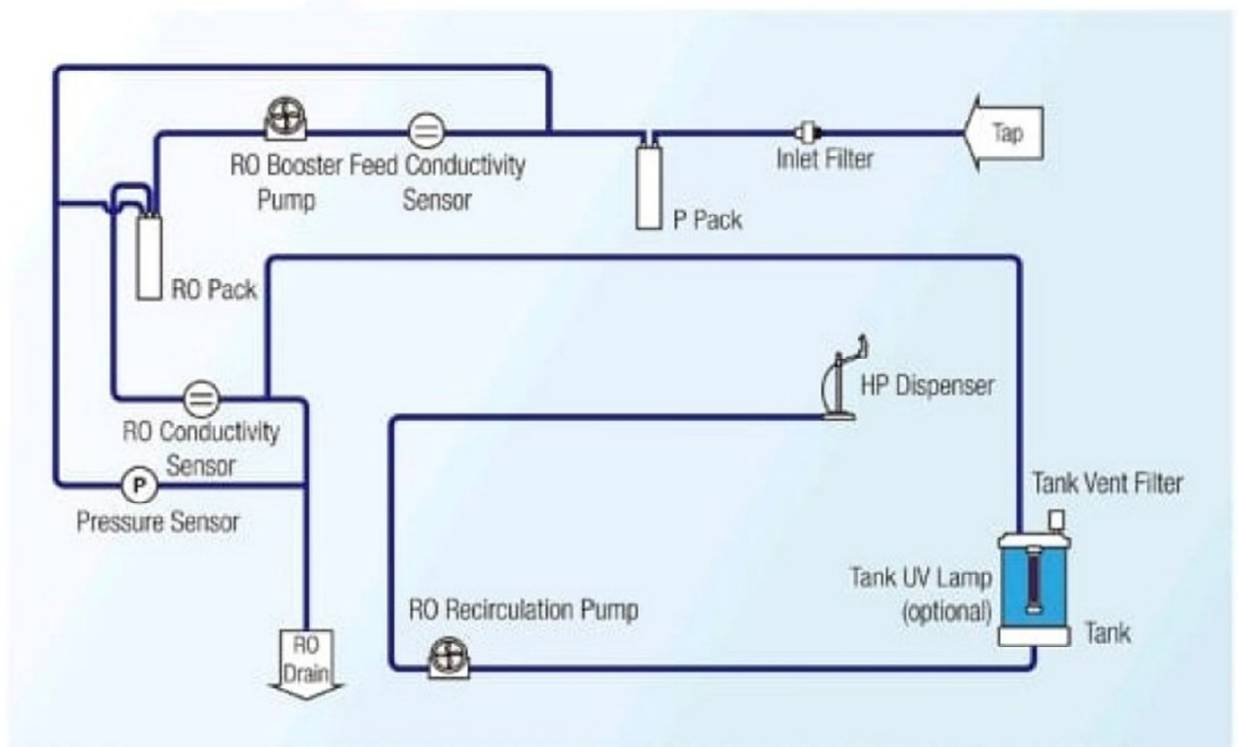 Tap
Inlet Filter
RO Booster
Pump
Feed Conductivity
Sensor
P Pack
RO Pack
HP Dispenser
RO Conductivity
Sensor
P
Pressure Sensor
Tank Vent Filter
Tank UV Lamp
(optional)
Tank
RO Recirculation Pump
RO
Drain